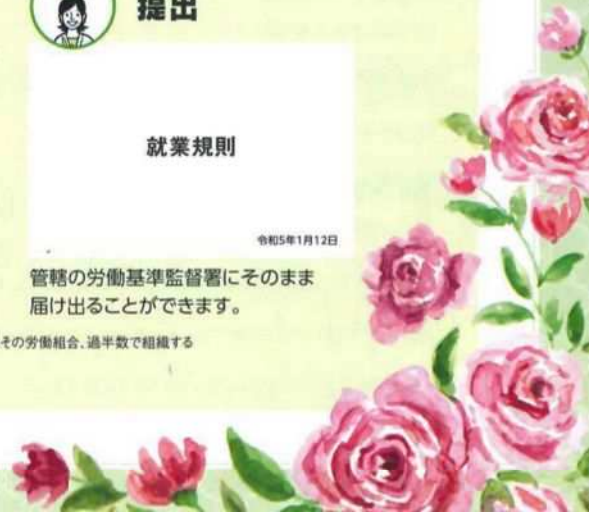 提出
就業規則
令和5年1月12日
管轄の労働基準監督署にそのまま
届け出ることができます。
その労働組合、過半数で組織する